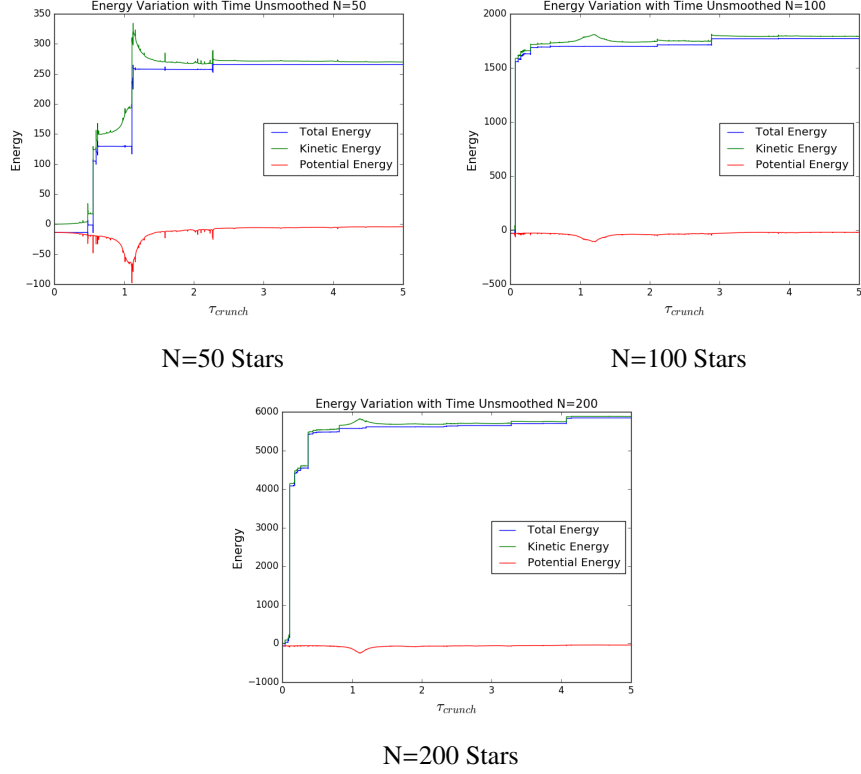 Energy Variation with Time Unsmoothed N=50
350
300
250
200
150
100
50
0
−50
−100
Energy
Total Energy
Kinetic Energy
Potential Energy
0 1 2 3 4 5
τcrunch
N=50 Stars
Energy Variation with Time Unsmoothed N=100
2000
1500
1000
500
0
−500
Energy
Total Energy
Kinetic Energy
Potential Energy
0 1 2 3 4 5
τcrunch
N=100 Stars
Energy Variation with Time Unsmoothed N=200
6000
5000
4000
3000
2000
1000
0
−1000
Energy
Total Energy
Kinetic Energy
Potential Energy
0 1 2 3 4 5
τcrunch
N=200 Stars